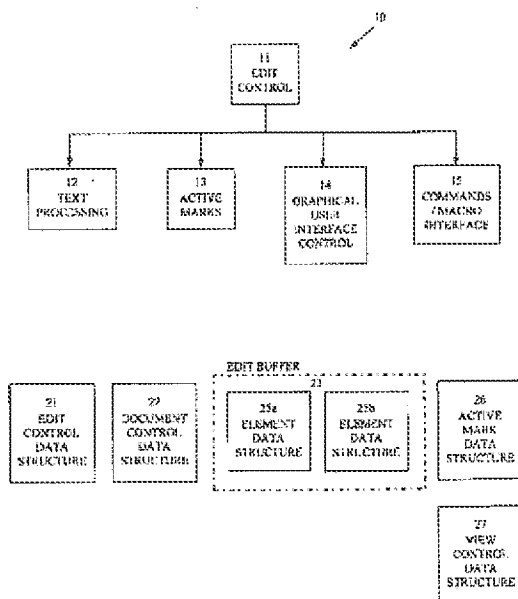 10
11
EDIT
CONTROL
12
TEXT
PROCESSING
13
ACTIVE
MARKS
14
GRAPHICAL
USER
INTERFACE
CONTROL
15
COMMANDS
/MACRO
INTERFACE
EDIT BUFFER
23
21
EDIT
CONTROL
DATA
STRUCTURE
22
DOCUMENT
CONTROL
DATA
STRUCTURE
25a
ELEMENT
DATA
STRUCTURE
25b
ELEMENT
DATA
STRUCTURE
26
ACTIVE
MARK
DATA
STRUCTURE
27
VIEW
CONTROL
DATA
STRUCTURE